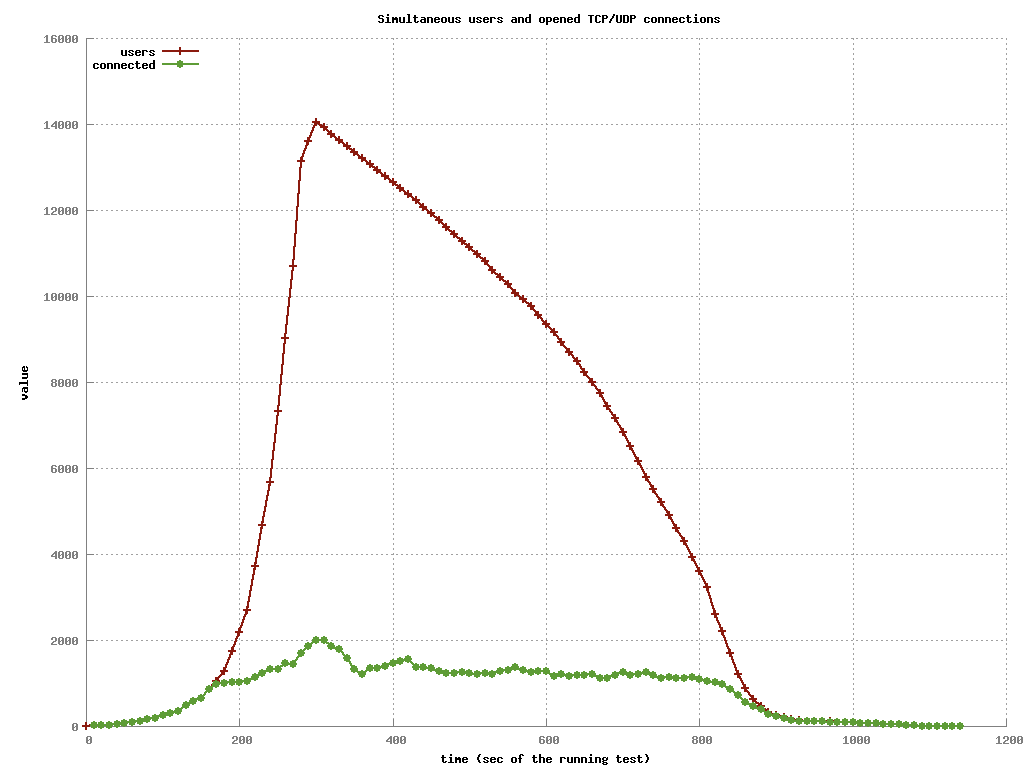 Simultaneous users and opened TCP/UDP connections
16000
users
connected
14000
12000
10000
value
8000
6000
4000
2000
0
0 200 400 600 800 1000 1200
time (sec of the running test)